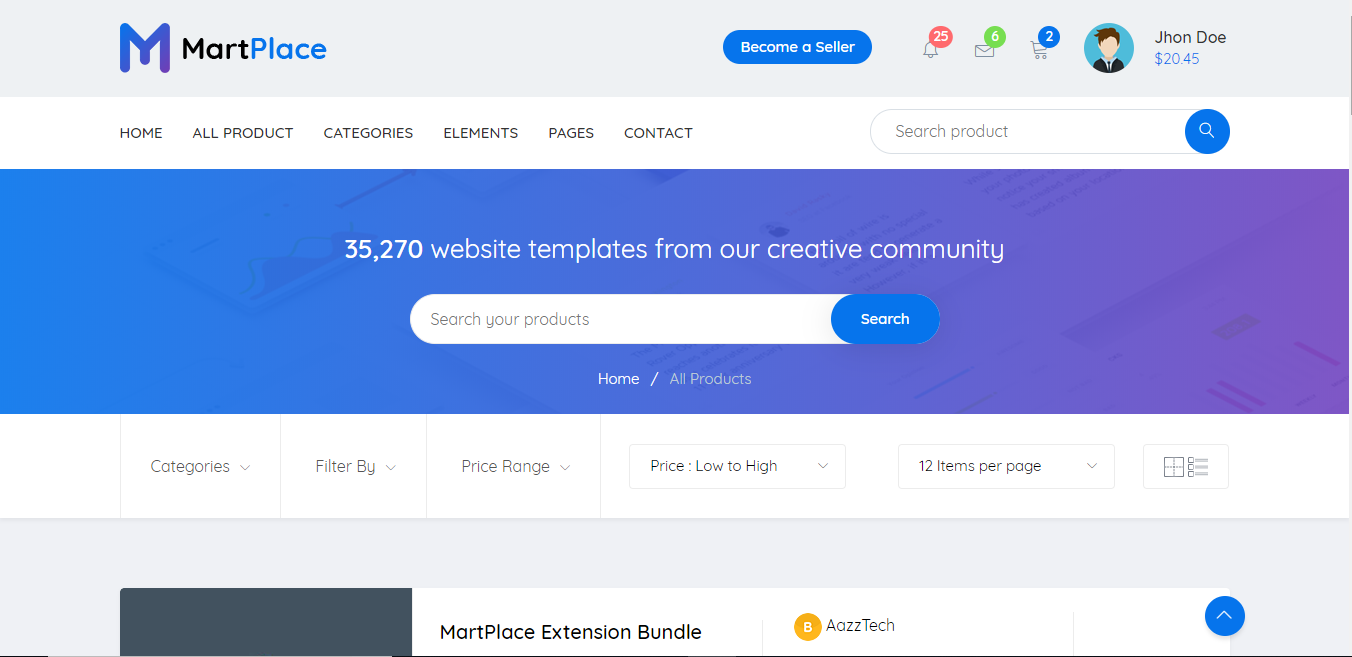 MartPlace
Become a Seller
25
6
2
Jhon Doe
$20.45
HOME
ALL PRODUCT
CATEGORIES
ELEMENTS
PAGES
CONTACT
Search product
35,270 website templates from our creative community
Search your products
Search
Home / All Products
Categories
Filter By
Price Range
Price : Low to High
12 Items per page
MartPlace Extension Bundle
B
AazzTech